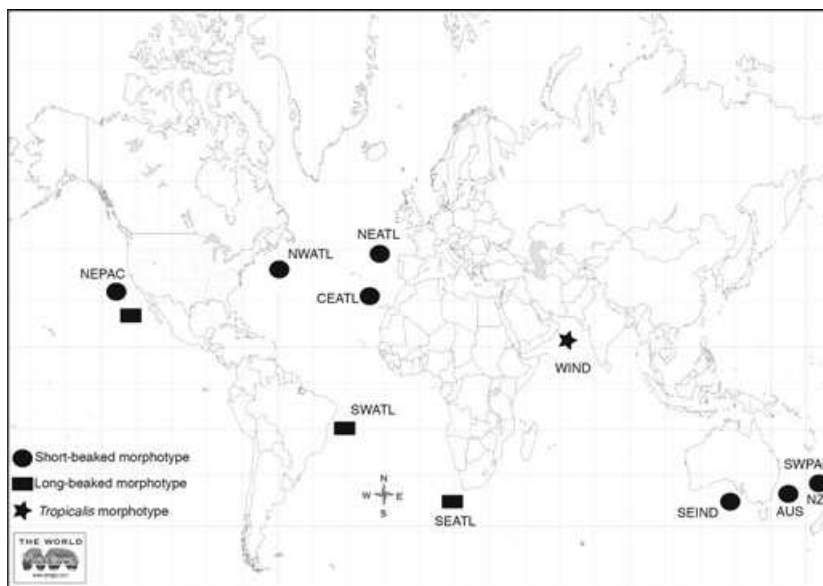 NEATL
NWATL
NEPAC
CEATL
WIND
SWATL
Short-beaked morphotype
Long-beaked morphotype
Tropicalis morphotype
N
W E
S
SWPA
NZ
SEIND
AUS
SEATL
THE WORLD